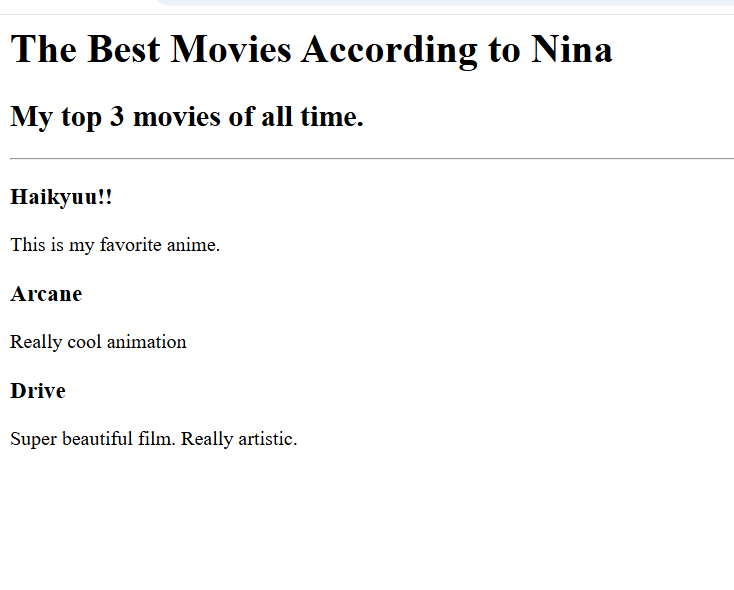 The Best Movies According to Nina
My top 3 movies of all time.
Haikyuu!!
This is my favorite anime.
Arcane
Really cool animation
Drive
Super beautiful film. Really artistic.